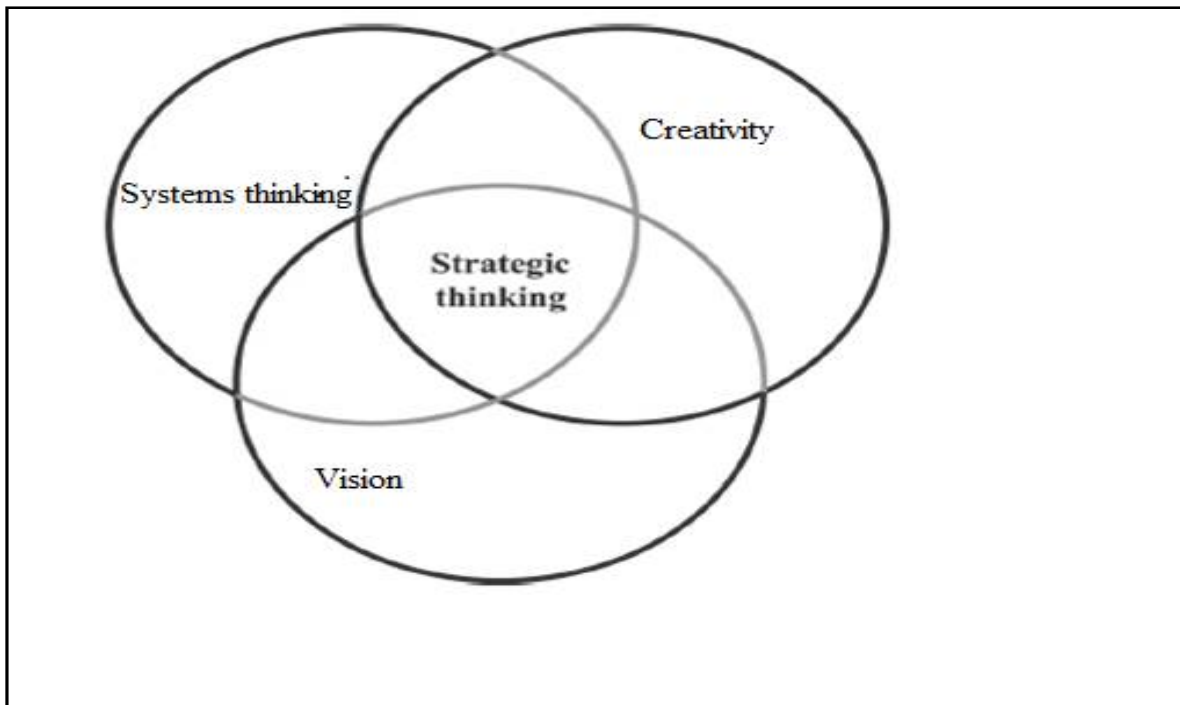 Creativity
Systems thinking
Strategic
thinking
Vision